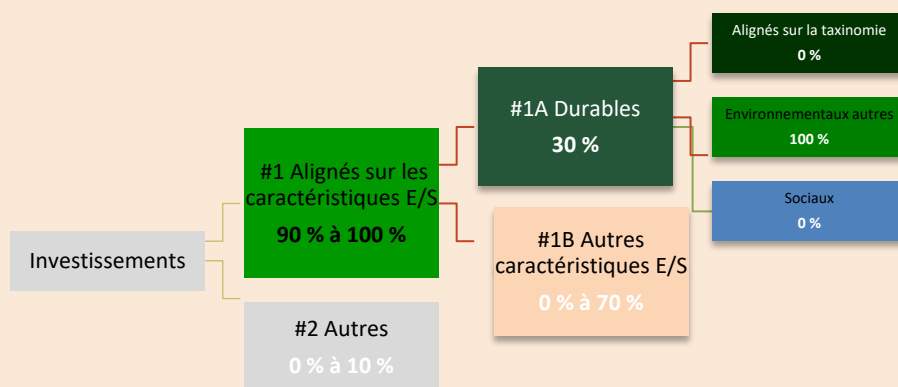 Investissements
#1 Alignés sur les
caractéristiques E/S
90 % à 100 %
#2 Autres
0 % à 10 %
#1A Durables
30 %
#1B Autres
caractéristiques E/S
0 % à 70 %
Alignés sur la taxinomie
0 %
Environnementaux autres
100 %
Sociaux
0 %